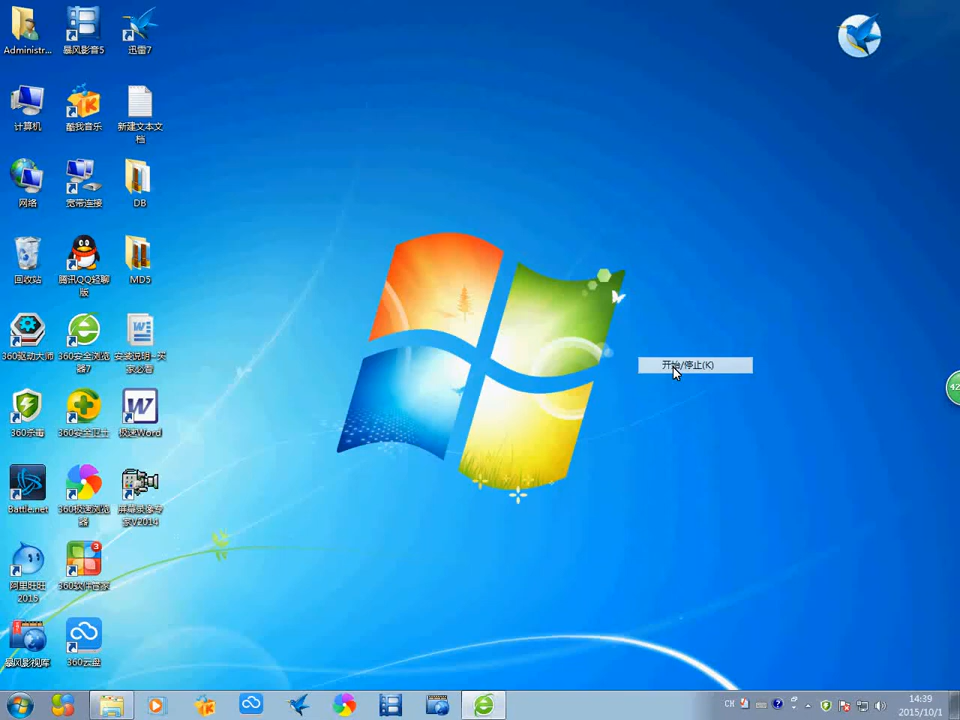 Administr...
暴风影音5
迅雷7
计算机
酷我音乐
新建文本文
档
网络
宽带连接
DB
回收站
腾讯QQ轻聊
版
MD5
360驱动大师
360安全浏览
器7
安装说明--买
家必看
360杀毒
360安全卫士
极速Word
Battle.net
360极速浏览
器
屏幕录像专
家V2014
阿里旺旺
2015
3
360软件管家
暴风影视库
360云盘
开始/停止(K)
42
CH
14:39
2015/10/1